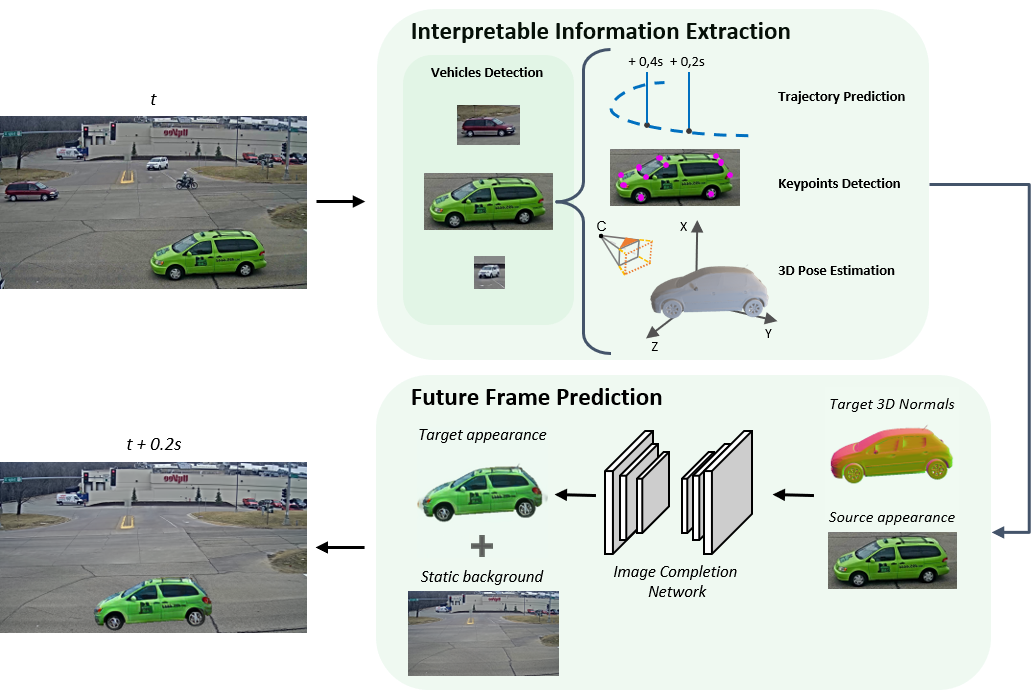 Interpretable Information Extraction
Vehicles Detection
+ 0,4s + 0,2s
Trajectory Prediction
t
Keypoints Detection
C
X
3D Pose Estimation
Y
Z
Future Frame Prediction
Target 3D Normals
Target appearance
t + 0.2s
Source appearance
Static background
Image Completion
Network